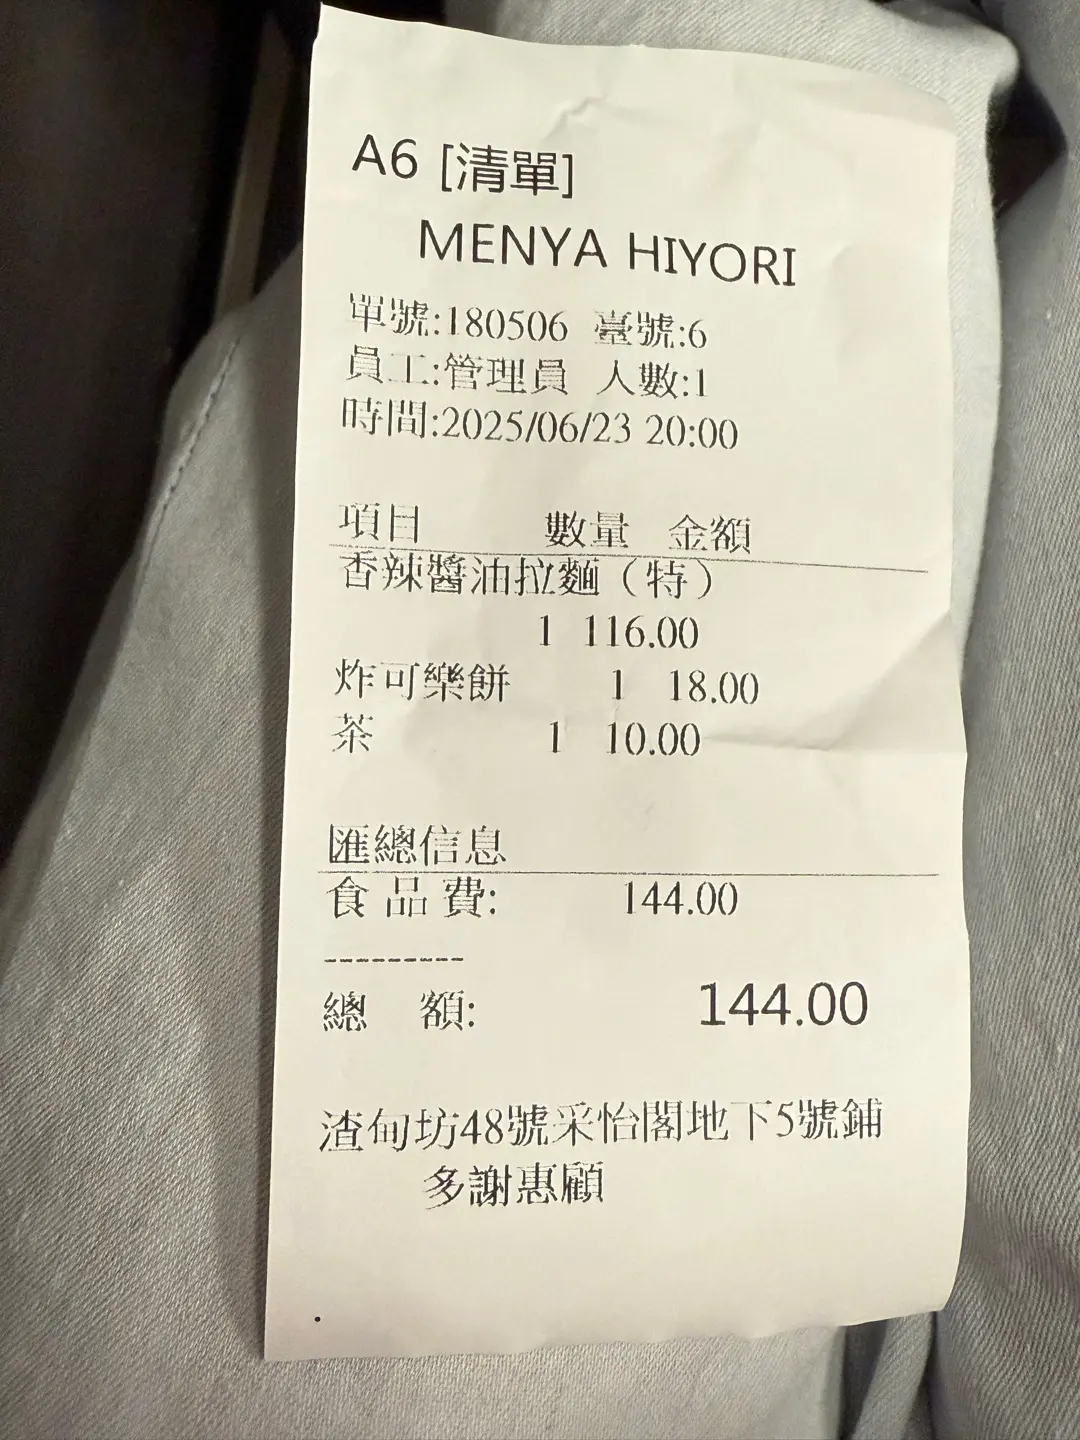 A6 [清單]
MENYA HIYORI
單號:180506 臺號:6
員工:管理員 人數:1
時間:2025/06/23 20:00
項目 數量 金額
香辣醬油拉麵（特）
1 116.00
炸可樂餅 1 18.00
茶 1 10.00
匯總信息
食 品 費: 144.00
---------
總 額: 144.00
渣甸坊48號采怡閣地下5號鋪
多謝惠顧